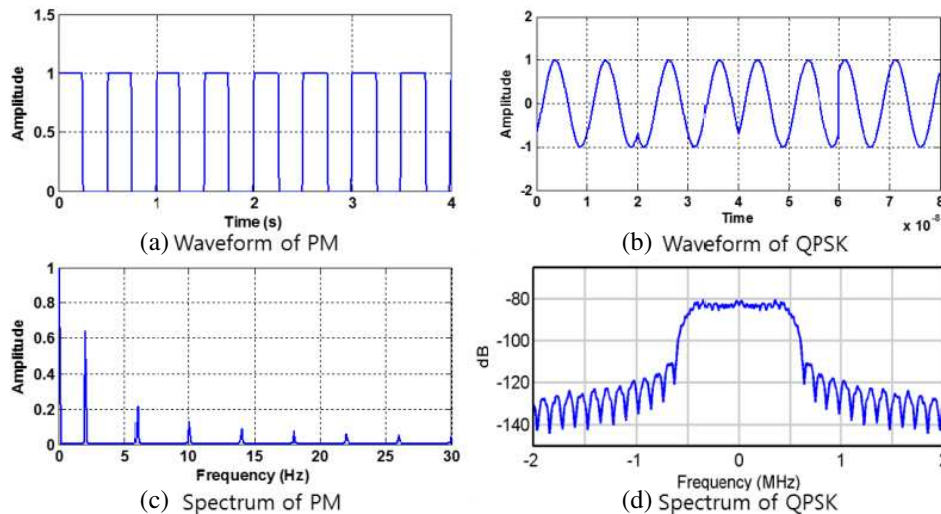 1.5
1
0.5
0
Amplitude
0 1 2 3 4
Time (s)
(a) Waveform of PM
2
1
0
-1
-2
Amplitude
0 1 2 3 4 5 6 7 8
Time
x 10⁻⁸
(b) Waveform of QPSK
1
0.8
0.6
0.4
0.2
0
Amplitude
0 5 10 15 20 25 30
Frequency (Hz)
(c) Spectrum of PM
-80
-100
-120
-140
dB
-2 -1 0 1 2
Frequency (MHz)
(d) Spectrum of QPSK